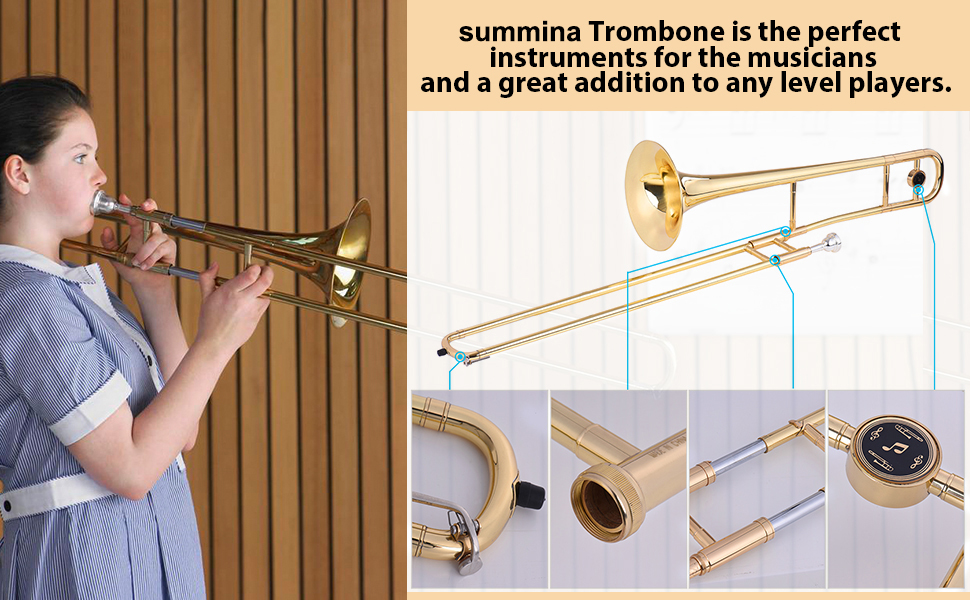 summina Trombone is the perfect
instruments for the musicians
and a great addition to any level players.